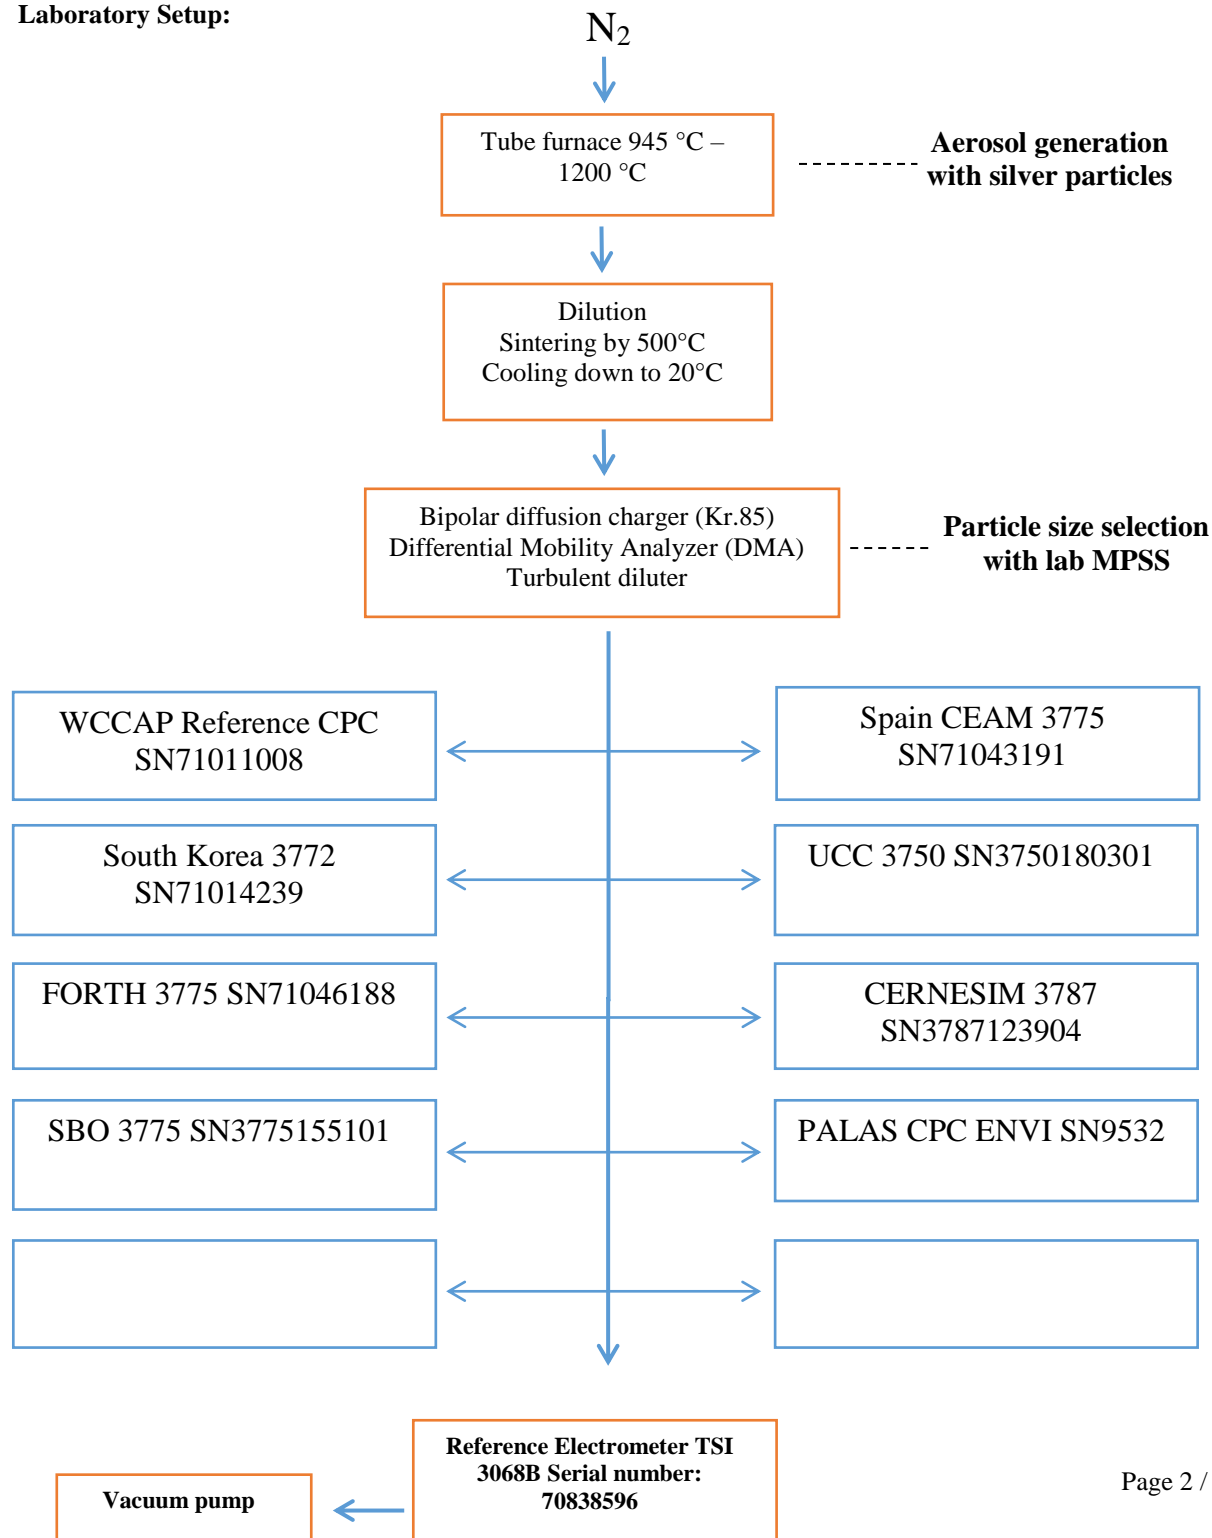 Laboratory Setup:
N₂
Tube furnace 945 °C –
1200 °C
Aerosol generation
with silver particles
Dilution
Sintering by 500°C
Cooling down to 20°C
Bipolar diffusion charger (Kr.85)
Differential Mobility Analyzer (DMA)
Turbulent diluter
Particle size selection
with lab MPSS
WCCAP Reference CPC
SN71011008
Spain CEAM 3775
SN71043191
South Korea 3772
SN71014239
UCC 3750 SN3750180301
FORTH 3775 SN71046188
CERNESIM 3787
SN3787123904
SBO 3775 SN3775155101
PALAS CPC ENVI SN9532
Reference Electrometer TSI
3068B Serial number:
70838596
Vacuum pump
Page 2 /